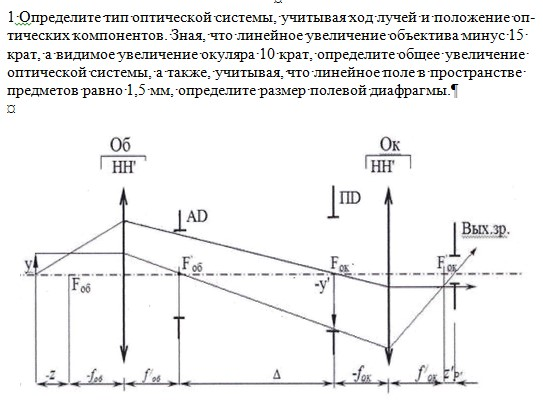 1·Определите·тип·оптической·системы,·учитывая·ход·лучей·и·положение·оп-
тических·компонентов.·Зная,·что·линейное·увеличение·объектива·минус·15·
крат,·а·видимое·увеличение·окуляра·10·крат,·определите·общее·увеличение·
оптической·системы,·а·также,·учитывая,·что·линейное·поле·в·пространстве·
предметов·равно·1,5·мм,·определите·размер·полевой·диафрагмы.¶
Об
HH'
Ок
HH'
AD
ПD
Вых.зр.
y
Fоб
F'об
Fок
F'ок
-y'
-z
-fоб
f'об
Δ
-fок
f'ок
z'p'